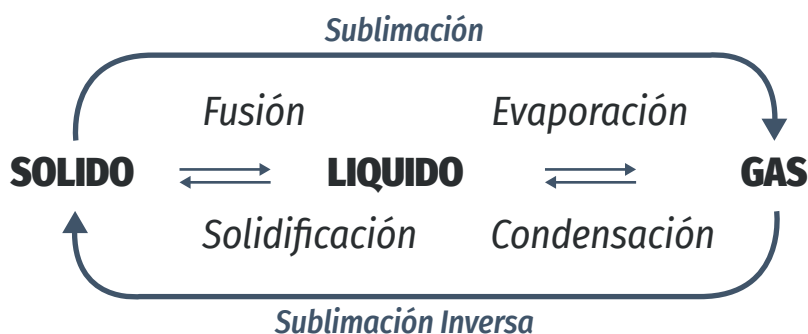 Sublimación
Fusión Evaporación
SOLIDO LIQUIDO GAS
Solidificación Condensación
Sublimación Inversa